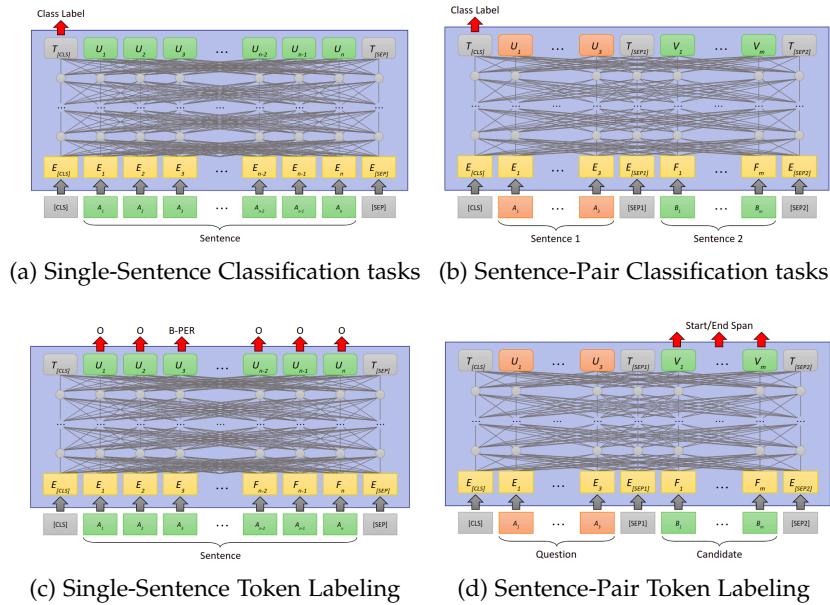 Class Label
T[CLS] U1 U2 U3 ... Un-2 Un-1 Un T[SEP]
... ... ... ...
E[CLS] E1 E2 E3 ... En-2 En-1 En E[SEP]
[CLS] A1 A2 A3 ... An-2 An-1 An [SEP]
Sentence
(a) Single-Sentence Classification tasks
Class Label
T[CLS] U1 ... U3 T[SEP1] V1 ... Vm T[SEP2]
... ... ... ...
E[CLS] E1 ... E3 E[SEP1] F1 ... Fm E[SEP2]
[CLS] A1 ... A3 [SEP1] B1 ... Bm [SEP2]
Sentence 1 Sentence 2
(b) Sentence-Pair Classification tasks
O O B-PER O O O
T[CLS] U1 U2 U3 ... Un-2 Un-1 Un T[SEP]
... ... ... ...
E[CLS] E1 E2 E3 ... Fn-2 Fn-1 Fn E[SEP]
[CLS] A1 A2 A3 ... An-2 An-1 An [SEP]
Sentence
(c) Single-Sentence Token Labeling
Start/End Span
T[CLS] U1 ... U3 T[SEP1] V1 ... Vm T[SEP2]
... ... ... ...
E[CLS] E1 ... E3 E[SEP1] F1 ... Fm E[SEP2]
[CLS] A1 ... A3 [SEP1] B1 ... Bm [SEP2]
Question Candidate
(d) Sentence-Pair Token Labeling